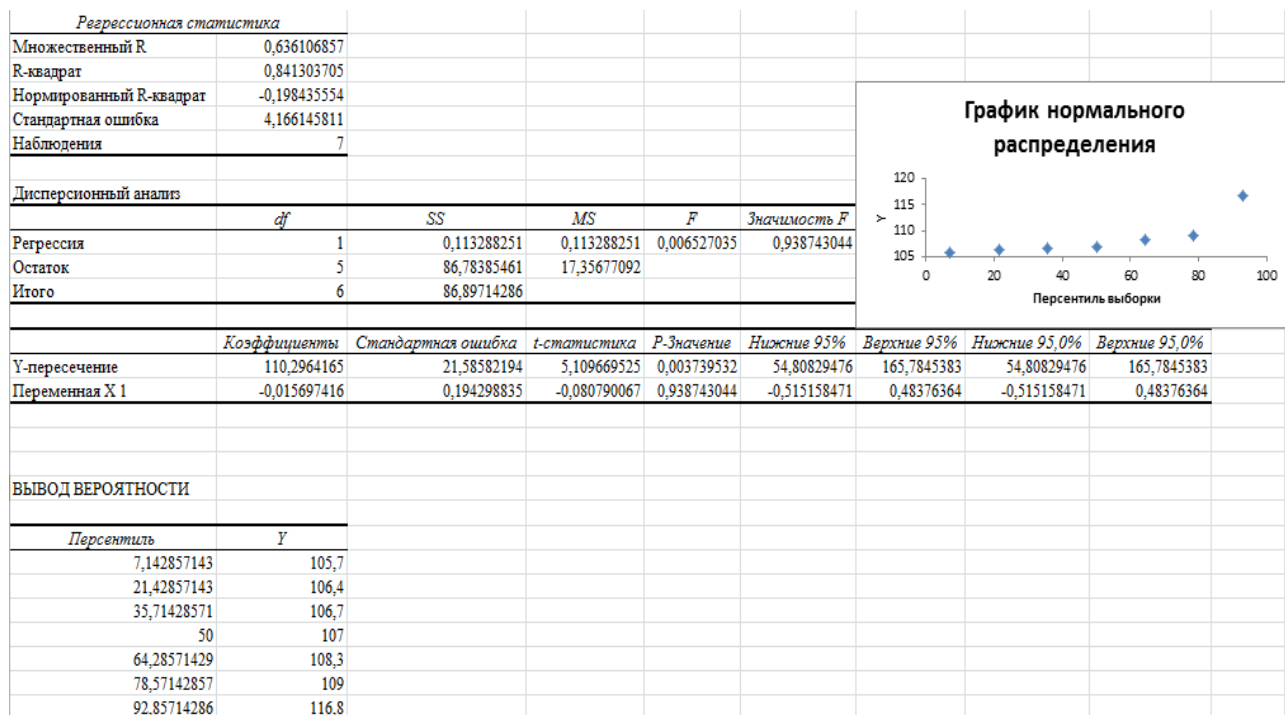 Регрессионная статистика
Множественный R 0,636106857
R-квадрат 0,841303705
Нормированный R-квадрат -0,198435554
Стандартная ошибка 4,166145811
Наблюдения 7
График нормального
распределения
120
115
110
105
Y
0 20 40 60 80 100
Персентиль выборки
Дисперсионный анализ
df SS MS F Значимость F
Регрессия 1 0,113288251 0,113288251 0,006527035 0,938743044
Остаток 5 86,78385461 17,35677092
Итого 6 86,89714286
Коэффициенты Стандартная ошибка t-статистика P-Значение Нижние 95% Верхние 95% Нижние 95,0% Верхние 95,0%
Y-пересечение 110,2964165 21,58582194 5,109669525 0,003739532 54,80829476 165,7845383 54,80829476 165,7845383
Переменная X 1 -0,015697416 0,194298835 -0,080790067 0,938743044 -0,515158471 0,48376364 -0,515158471 0,48376364
ВЫВОД ВЕРОЯТНОСТИ
Персентиль Y
7,142857143 105,7
21,42857143 106,4
35,71428571 106,7
50 107
64,28571429 108,3
78,57142857 109
92,85714286 116,8